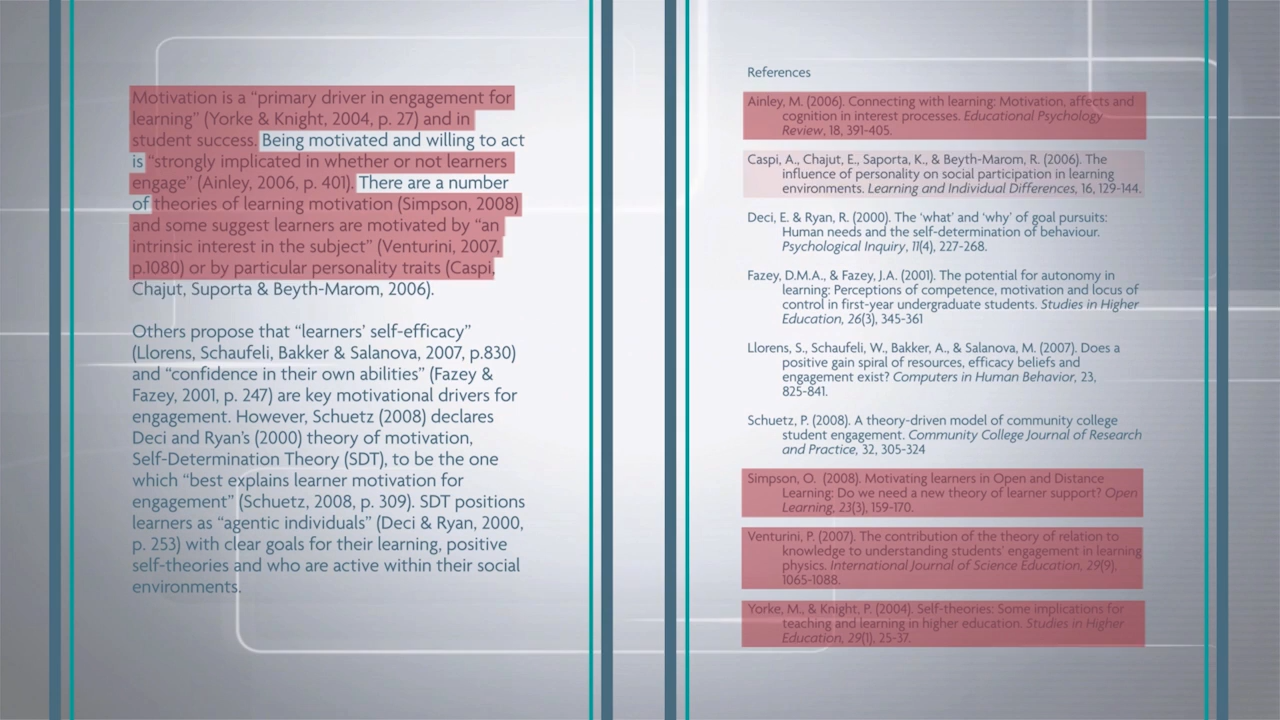 Motivation is a “primary driver in engagement for
learning” (Yorke & Knight, 2004, p. 27) and in
student success. Being motivated and willing to act
is “strongly implicated in whether or not learners
engage” (Ainley, 2006, p. 401). There are a number
of theories of learning motivation (Simpson, 2008)
and some suggest learners are motivated by “an
intrinsic interest in the subject” (Venturini, 2007,
p.1080) or by particular personality traits (Caspi,
Chajut, Suporta & Beyth-Marom, 2006).
Others propose that “learners’ self-efficacy”
(Llorens, Schaufeli, Bakker & Salanova, 2007, p.830)
and “confidence in their own abilities” (Fazey &
Fazey, 2001, p. 247) are key motivational drivers for
engagement. However, Schuetz (2008) declares
Deci and Ryan’s (2000) theory of motivation,
Self-Determination Theory (SDT), to be the one
which “best explains learner motivation for
engagement” (Schuetz, 2008, p. 309). SDT positions
learners as “agentic individuals” (Deci & Ryan, 2000,
p. 253) with clear goals for their learning, positive
self-theories and who are active within their social
environments.
References
Ainley, M. (2006). Connecting with learning: Motivation, affects and
cognition in interest processes. Educational Psychology
Review, 18, 391-405.
Caspi, A., Chajut, E., Saporta, K., & Beyth-Marom, R. (2006). The
influence of personality on social participation in learning
environments. Learning and Individual Differences, 16, 129-144.
Deci, E. & Ryan, R. (2000). The ‘what’ and ‘why’ of goal pursuits:
Human needs and the self-determination of behaviour.
Psychological Inquiry, 11(4), 227-268.
Fazey, D.M.A., & Fazey, J.A. (2001). The potential for autonomy in
learning: Perceptions of competence, motivation and locus of
control in first-year undergraduate students. Studies in Higher
Education, 26(3), 345-361
Llorens, S., Schaufeli, W., Bakker, A., & Salanova, M. (2007). Does a
positive gain spiral of resources, efficacy beliefs and
engagement exist? Computers in Human Behavior, 23,
825-841.
Schuetz, P. (2008). A theory-driven model of community college
student engagement. Community College Journal of Research
and Practice, 32, 305-324
Simpson, O. (2008). Motivating learners in Open and Distance
Learning: Do we need a new theory of learner support? Open
Learning, 23(3), 159-170.
Venturini, P. (2007). The contribution of the theory of relation to
knowledge to understanding students’ engagement in learning
physics. International Journal of Science Education, 29(9).
1065-1088.
Yorke, M., & Knight, P. (2004). Self-theories: Some implications for
teaching and learning in higher education. Studies in Higher
Education, 29(1), 25-37.